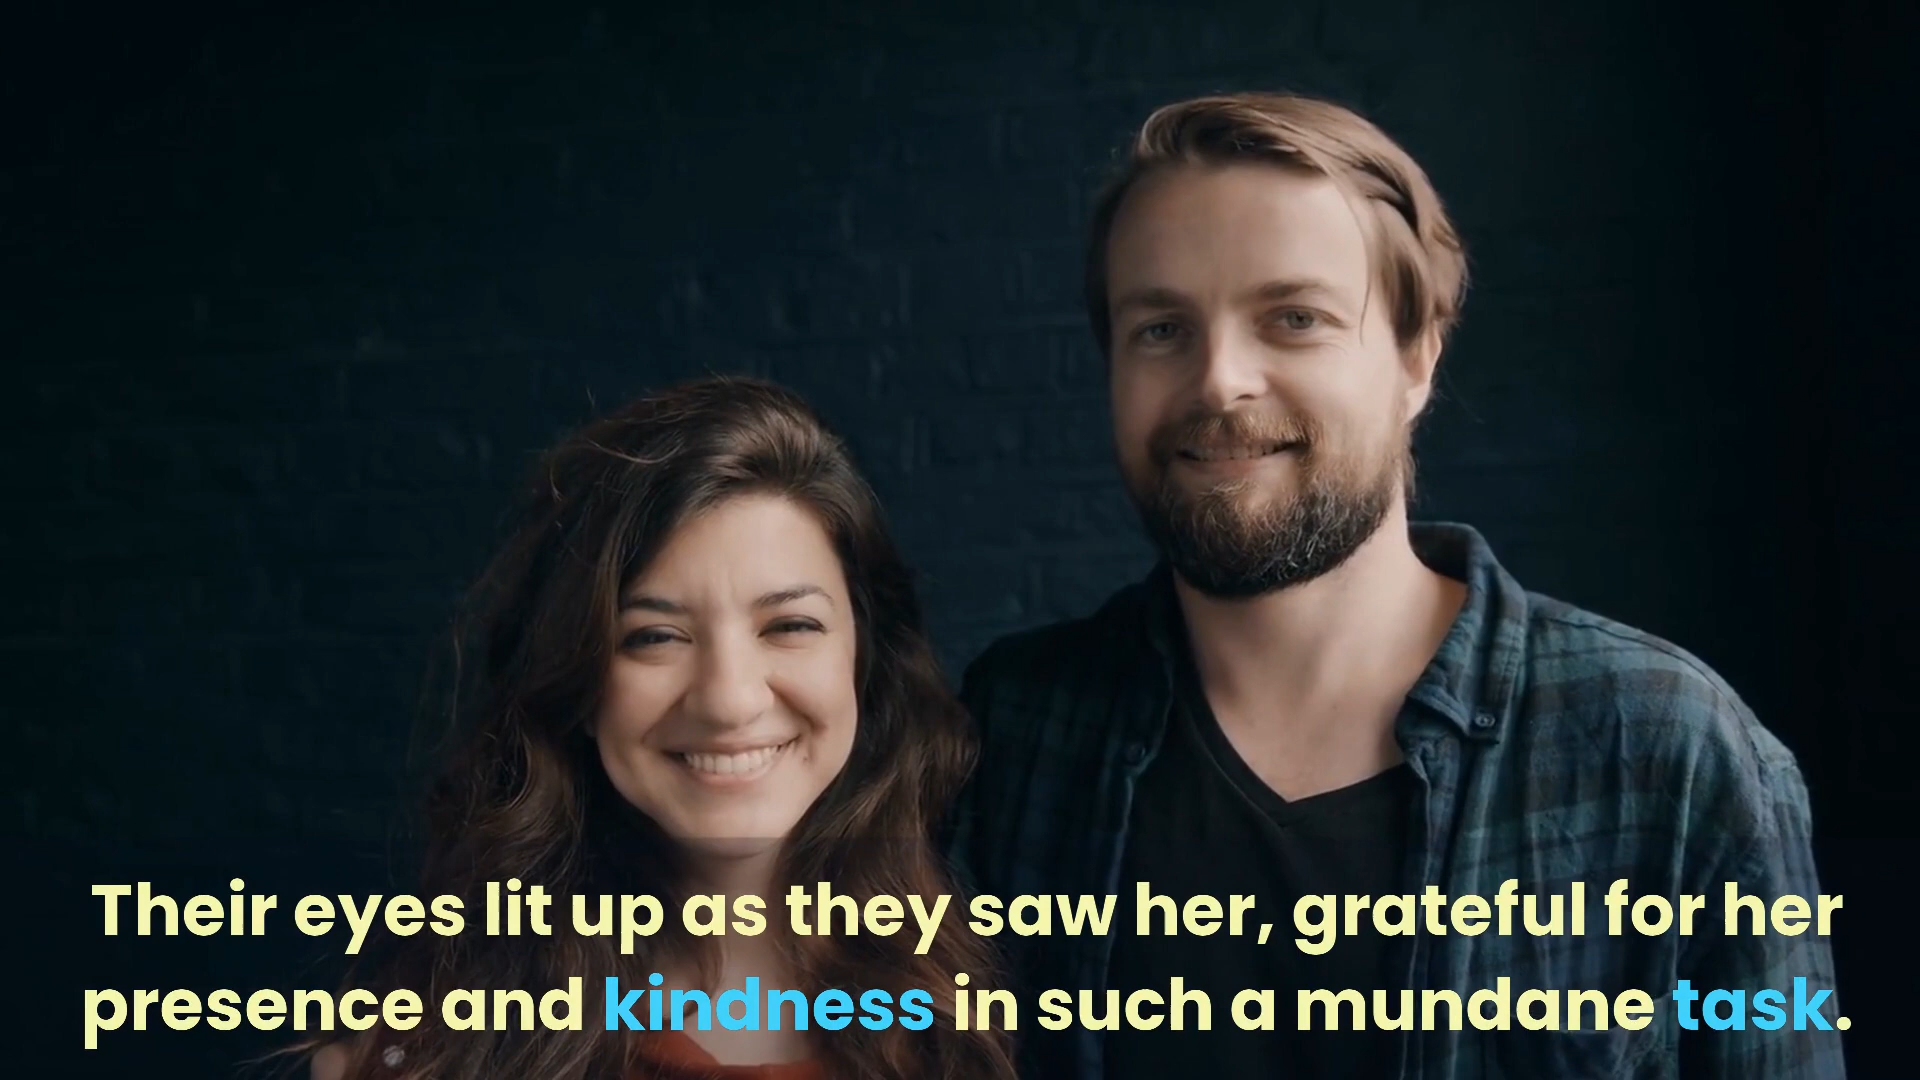 Their eyes lit up as they saw her, grateful for her
presence and kindness in such a mundane task.